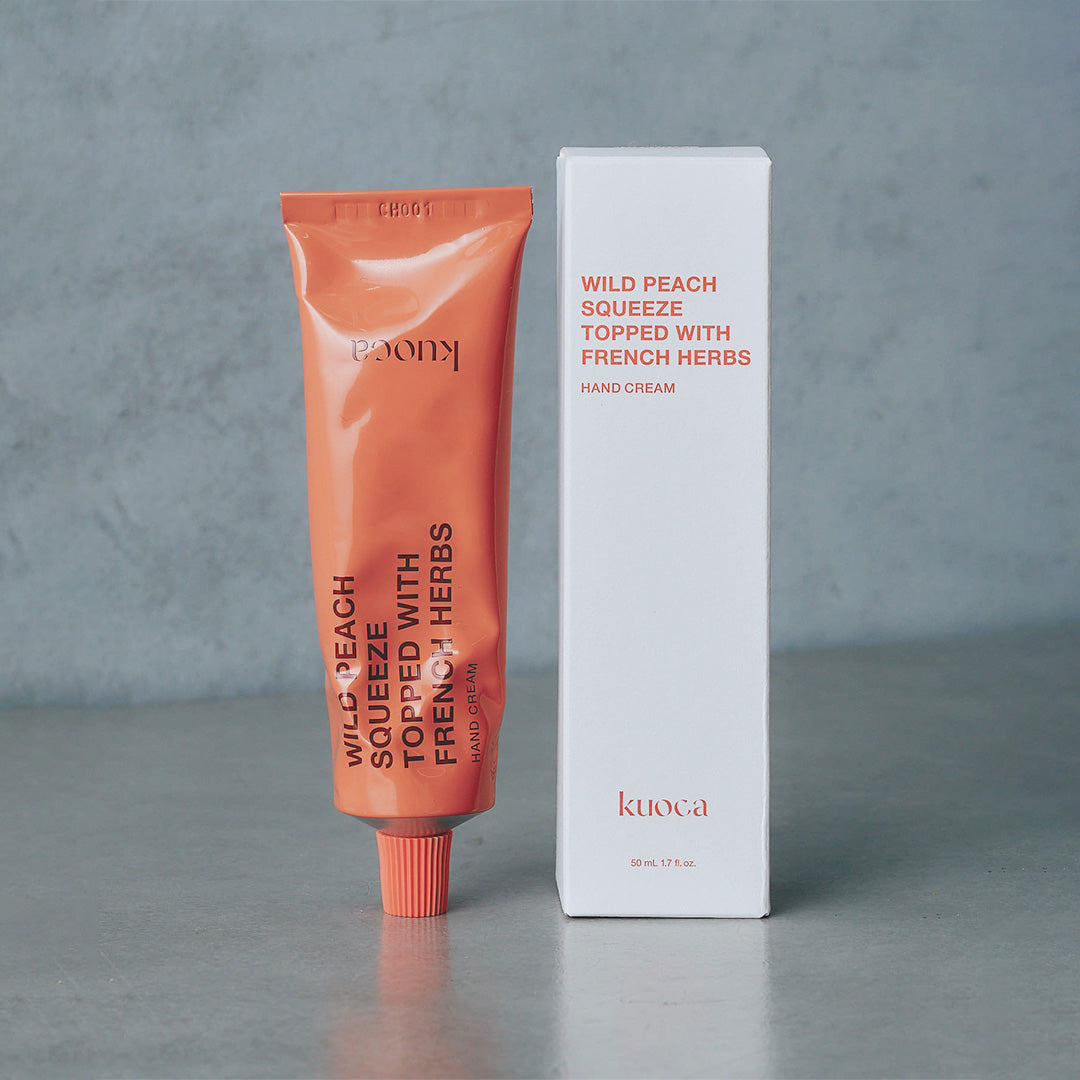 CH001
kuoca
WILD PEACH
SQUEEZE
TOPPED WITH
FRENCH HERBS
HAND CREAM
WILD PEACH
SQUEEZE
TOPPED WITH
FRENCH HERBS
HAND CREAM
kuoca
50 mL 1.7 fl. oz.